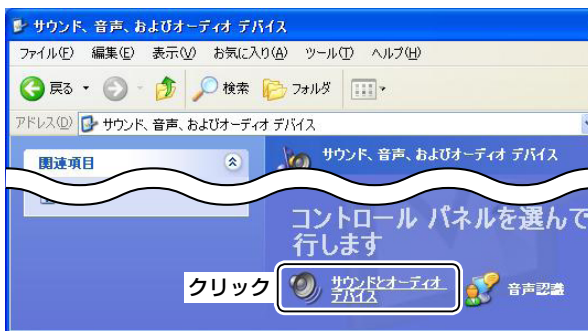 サウンド、音声、およびオーディオ デバイス
ファイル(F) 編集(E) 表示(V) お気に入り(A) ツール(T) ヘルプ(H)
戻る 検索 フォルダ
アドレス(D) サウンド、音声、およびオーディオ デバイス
関連項目
サウンド、音声、およびオーディオ デバイス
コントロール パネルを選んで
行します
クリック
サウンドとオーディオ
デバイス
音声認識